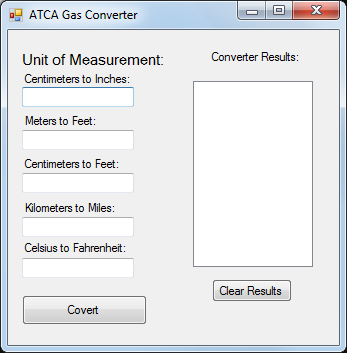 ATCA Gas Converter
Unit of Measurement:
Centimeters to Inches:
Meters to Feet:
Centimeters to Feet:
Kilometers to Miles:
Celsius to Fahrenheit:
Covert
Converter Results:
Clear Results